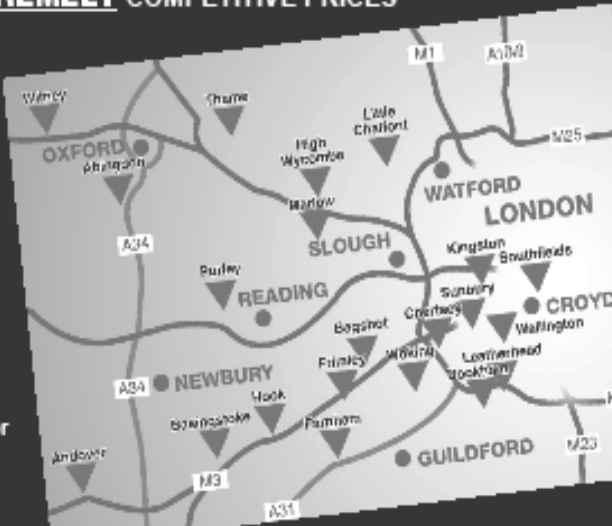 COMPETITIVE PRICES
M1
Witney
Thame
Little
Chalfont
M25
OXFORD
Abingdon
High
Wycombe
WATFORD
Marlow
LONDON
A34
SLOUGH
Kingston
Southfields
Purley
READING
Sunbury
Chertsey
CROYD
Wallington
Bagshot
Frimley
Woking
Leatherhead
Bookham
A34
NEWBURY
Hook
Basingstoke
Farnham
Andover
M3
GUILDFORD
M23
A31